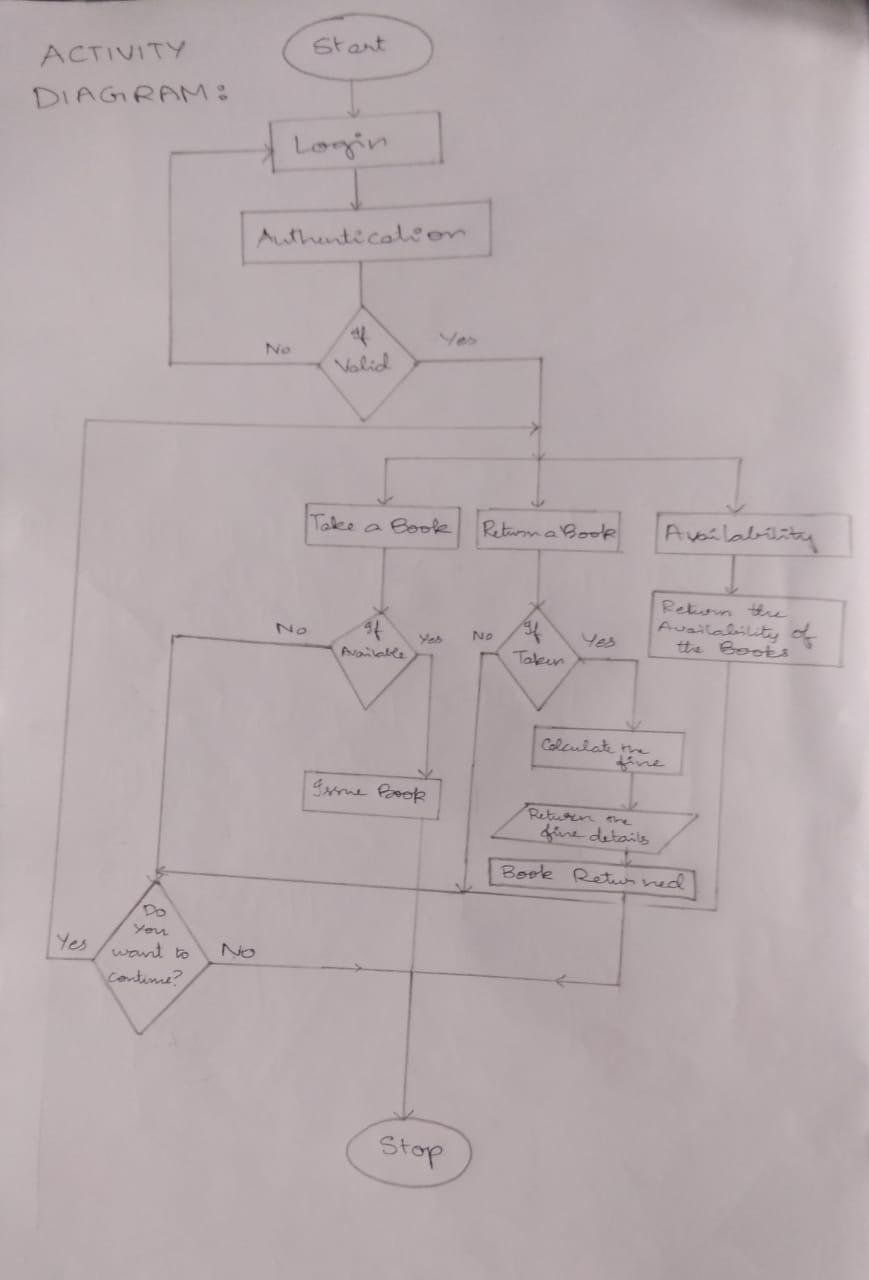 ACTIVITY
DIAGRAM:
Start
Login
Authentication
If
Valid
No
Yes
Take a Book
Return a Book
Availability
Return the
Availability of
the Books
If
Available
No
Yes
If
Taken
No
Yes
Calculate the
fine
Issue Book
Return the
fine details
Book Returned
Do
you
want to
continue?
Yes
No
Stop